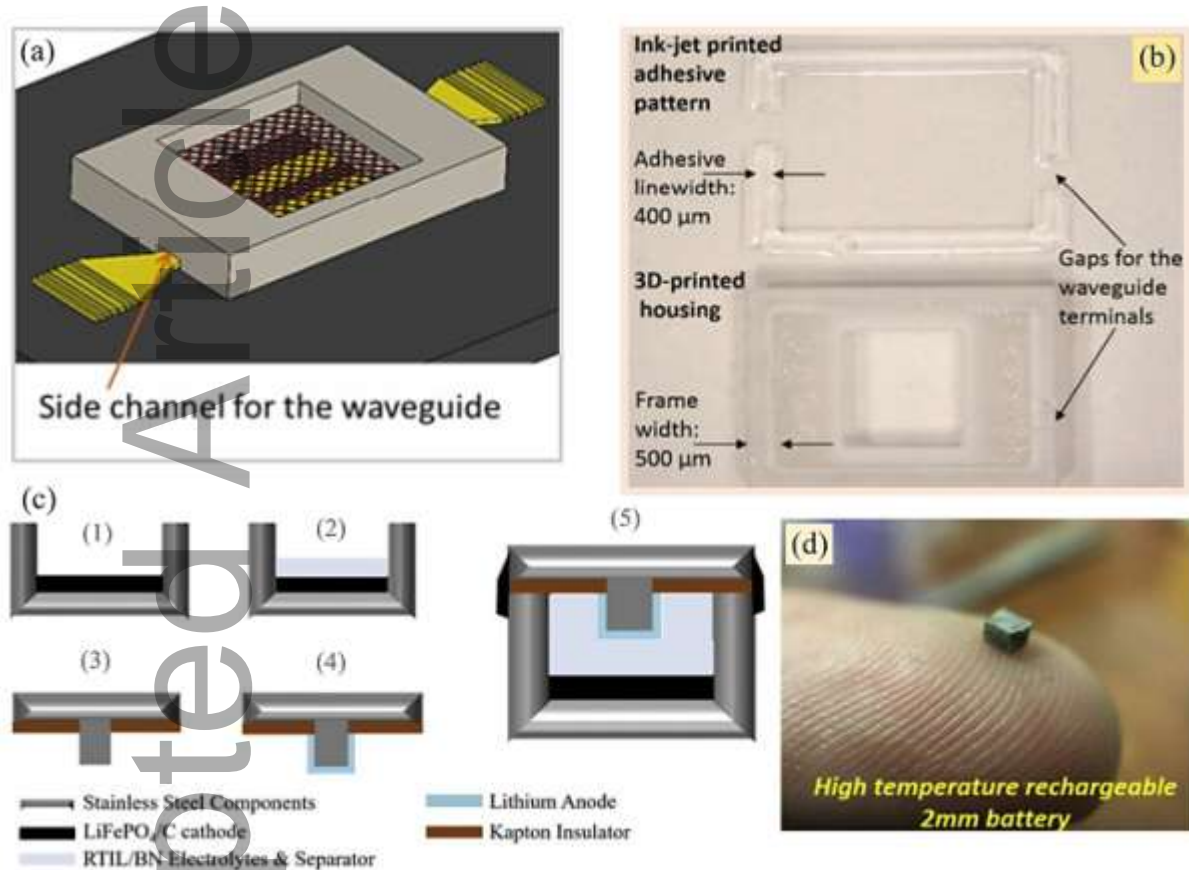 (a)
Side channel for the waveguide
(b)
Ink-jet printed
adhesive
pattern
Adhesive
linewidth:
400 μm
3D-printed
housing
Gaps for the
waveguide
terminals
Frame
width:
500 μm
(c)
(1)
(2)
(3)
(4)
(5)
Stainless Steel Components
LiFePO₄/C cathode
RTIL/BN Electrolytes & Separator
Lithium Anode
Kapton Insulator
(d)
High temperature rechargeable
2mm battery
pted Article